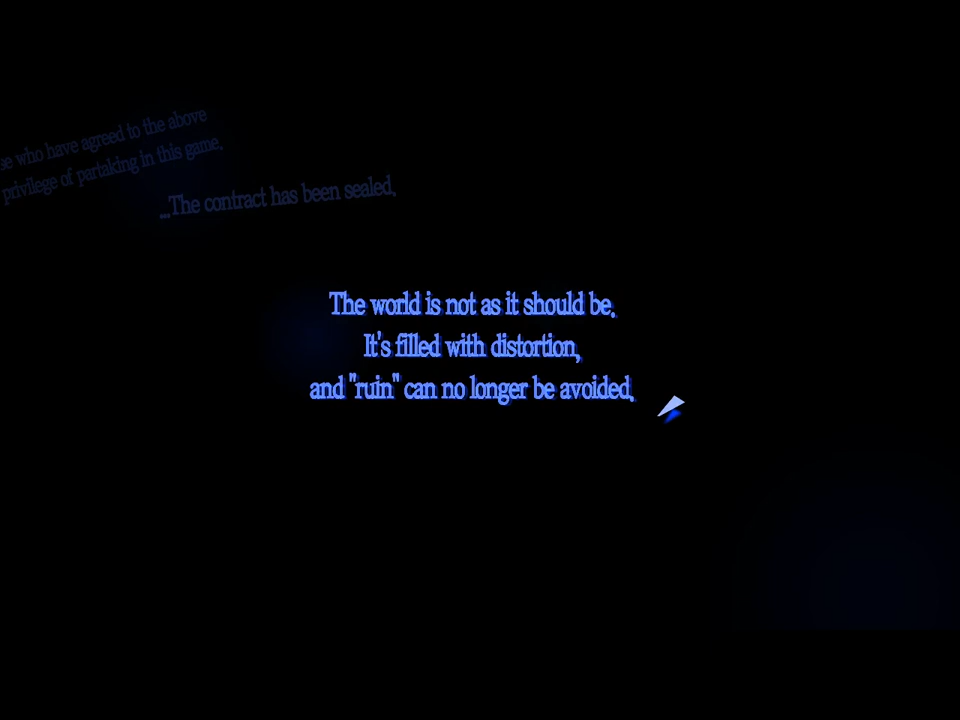 who have agreed to the above
privilege of partaking in this game.
...The contract has been sealed.
The world is not as it should be.
It's filled with distortion,
and "ruin" can no longer be avoided.